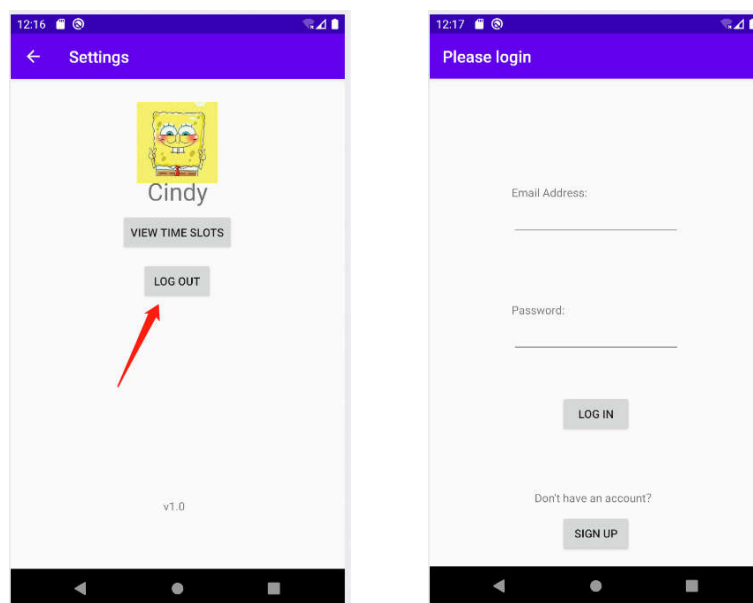 12:16
Settings
Cindy
VIEW TIME SLOTS
LOG OUT
v1.0
12:17
Please login
Email Address:
Password:
LOG IN
Don't have an account?
SIGN UP